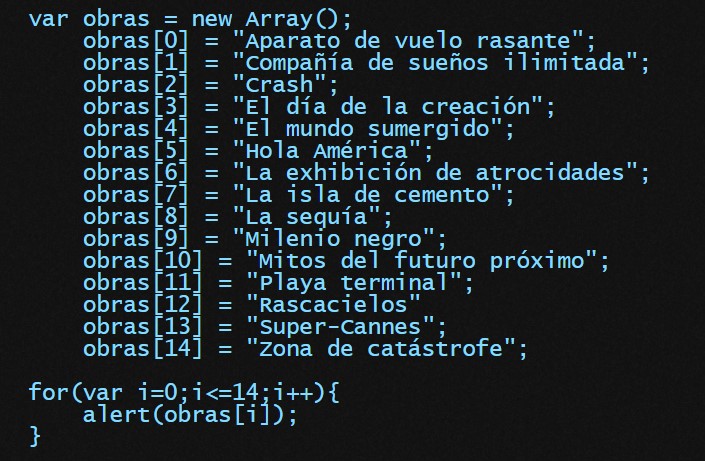 var obras = new Array();
    obras[0] = "Aparato de vuelo rasante";
    obras[1] = "Compañía de sueños ilimitada";
    obras[2] = "Crash";
    obras[3] = "El día de la creación";
    obras[4] = "El mundo sumergido";
    obras[5] = "Hola América";
    obras[6] = "La exhibición de atrocidades";
    obras[7] = "La isla de cemento";
    obras[8] = "La sequía";
    obras[9] = "Milenio negro";
    obras[10] = "Mitos del futuro próximo";
    obras[11] = "Playa terminal";
    obras[12] = "Rascacielos"
    obras[13] = "Super-Cannes";
    obras[14] = "Zona de catástrofe";
for(var i=0;i<=14;i++){
    alert(obras[i]);
}